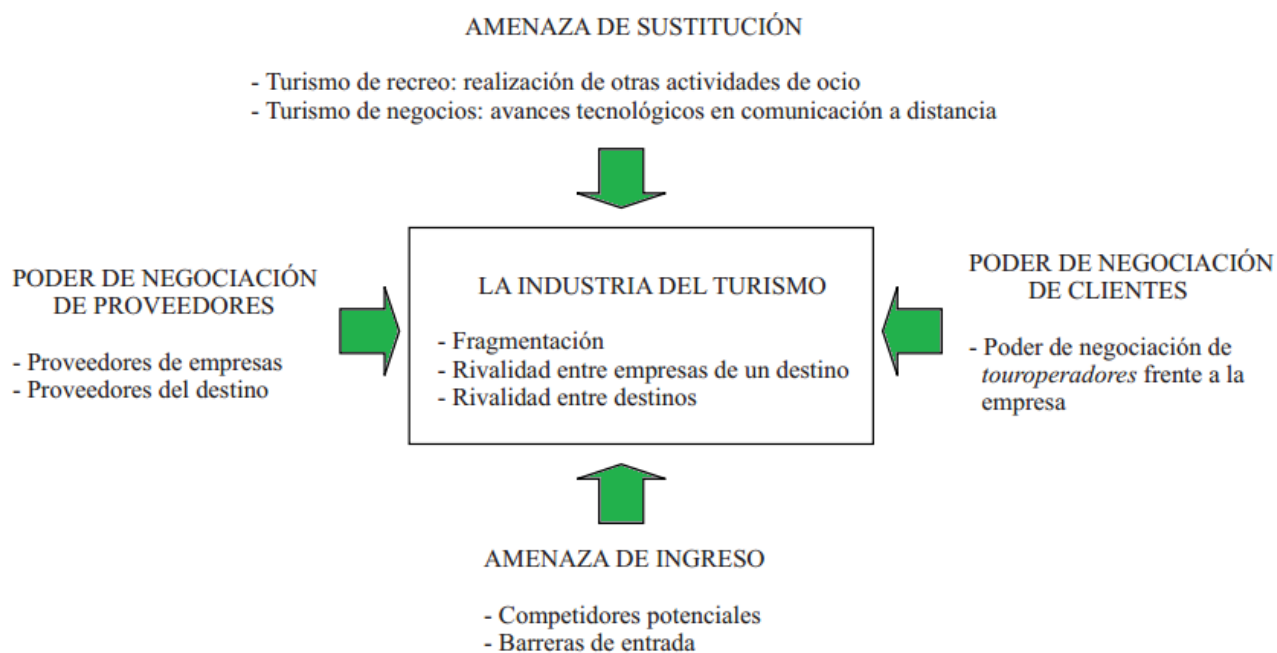 AMENAZA DE SUSTITUCIÓN
- Turismo de recreo: realización de otras actividades de ocio
- Turismo de negocios: avances tecnológicos en comunicación a distancia
PODER DE NEGOCIACIÓN
DE PROVEEDORES
- Proveedores de empresas
- Proveedores del destino
LA INDUSTRIA DEL TURISMO
- Fragmentación
- Rivalidad entre empresas de un destino
- Rivalidad entre destinos
PODER DE NEGOCIACIÓN
DE CLIENTES
- Poder de negociación de
touroperadores frente a la
empresa
AMENAZA DE INGRESO
- Competidores potenciales
- Barreras de entrada